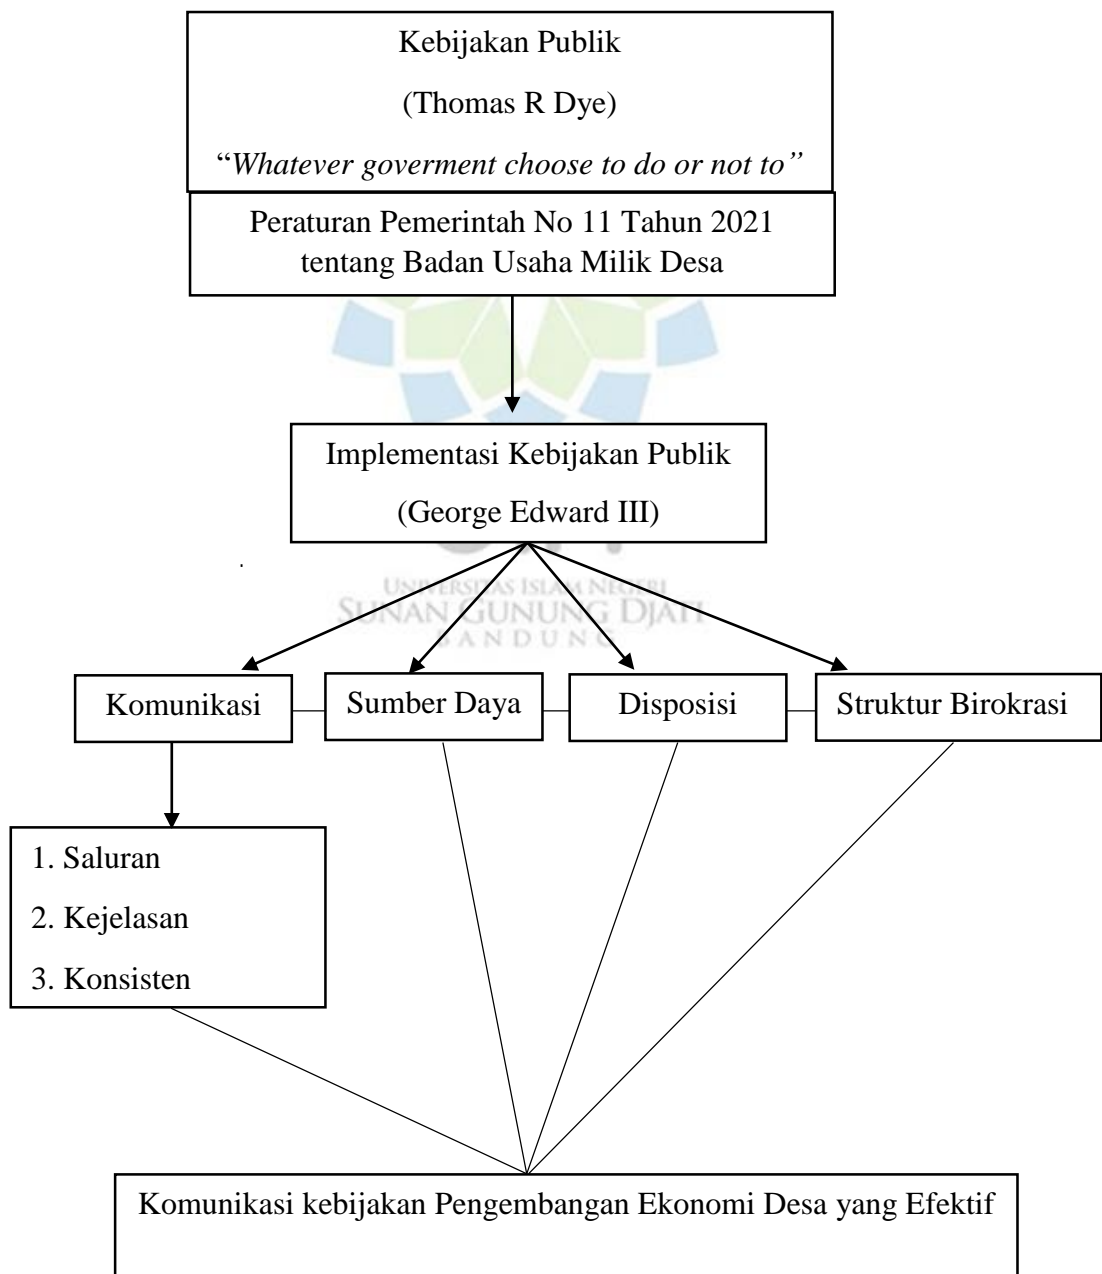 Kebijakan Publik
(Thomas R Dye)
“Whatever goverment choose to do or not to”
Peraturan Pemerintah No 11 Tahun 2021
tentang Badan Usaha Milik Desa
Implementasi Kebijakan Publik
(George Edward III)
UNIVERSITAS ISLAM NEGERI
SUNAN GUNUNG DJATI
BANDUNG
Komunikasi
Sumber Daya
Disposisi
Struktur Birokrasi
1. Saluran
2. Kejelasan
3. Konsisten
Komunikasi kebijakan Pengembangan Ekonomi Desa yang Efektif